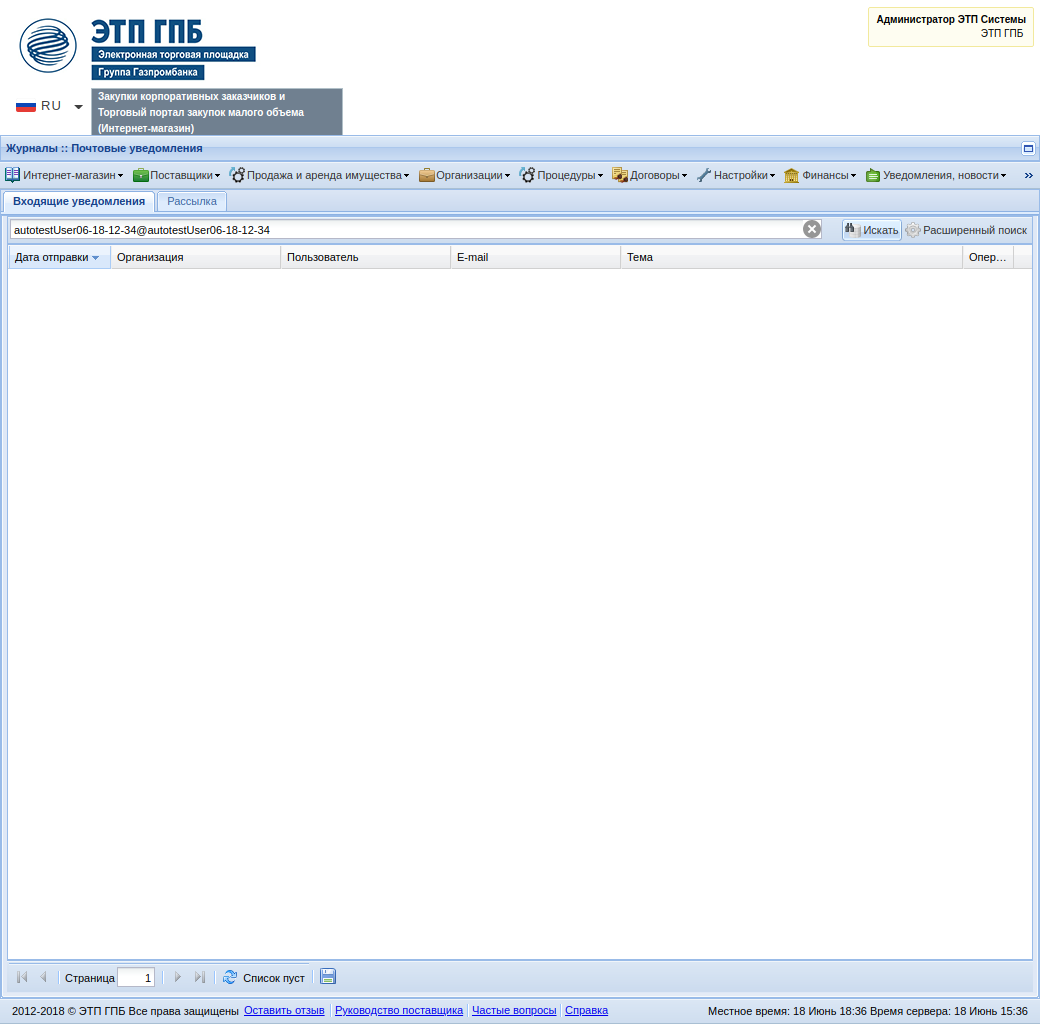 ЭТП ГПБ
Электронная торговая площадка
Группа Газпромбанка
Администратор ЭТП Системы
ЭТП ГПБ
RU
Закупки корпоративных заказчиков и
Торговый портал закупок малого объема
(Интернет-магазин)
Журналы :: Почтовые уведомления
Интернет-магазин Поставщики Продажа и аренда имущества Организации Процедуры Договоры Настройки Финансы Уведомления, новости »
Входящие уведомления Рассылка
autotestUser06-18-12-34@autotestUser06-18-12-34 Искать Расширенный поиск
Дата отправки Организация Пользователь E-mail Тема Опер…
Страница 1 Список пуст
2012-2018 © ЭТП ГПБ Все права защищены Оставить отзыв Руководство поставщика Частые вопросы Справка Местное время: 18 Июнь 18:36 Время сервера: 18 Июнь 15:36